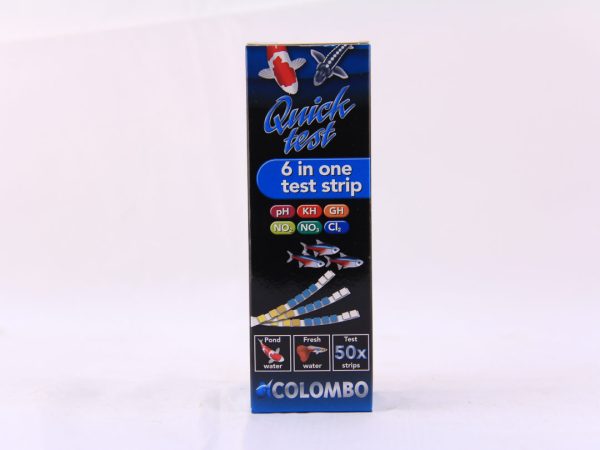 Quick
test
6 in one
test strip
pH KH GH
NO₂ NO₃ Cl₂
Pond Fresh Test
50x
water water strips
COLOMBO